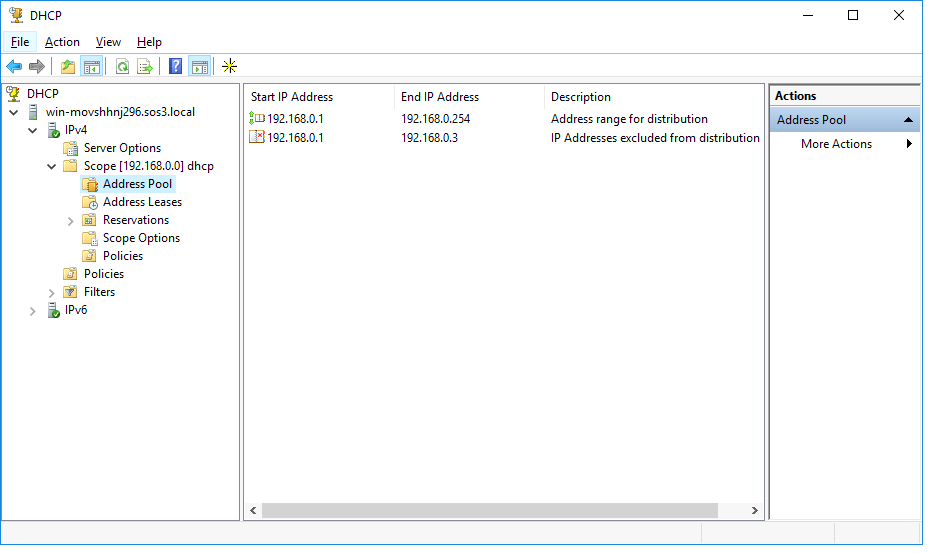 DHCP
File Action View Help
DHCP
win-movshhnj296.sos3.local
IPv4
Server Options
Scope [192.168.0.0] dhcp
Address Pool
Address Leases
Reservations
Scope Options
Policies
Policies
Filters
IPv6
Start IP Address End IP Address Description
192.168.0.1 192.168.0.254 Address range for distribution
192.168.0.1 192.168.0.3 IP Addresses excluded from distribution
Actions
Address Pool
More Actions